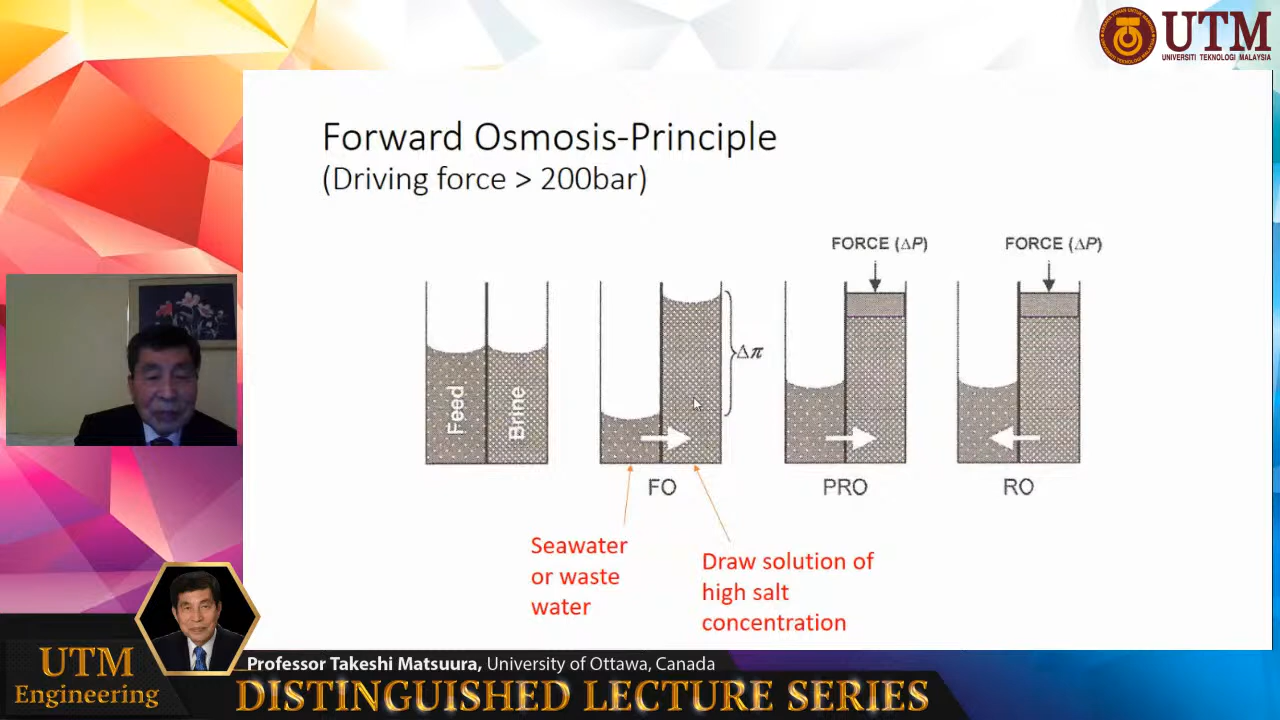 UTM
UNIVERSITI TEKNOLOGI MALAYSIA
Forward Osmosis-Principle
(Driving force > 200bar)
FORCE (ΔP)
FORCE (ΔP)
Feed
Brine
Δπ
FO
PRO
RO
Seawater
or waste
water
Draw solution of
high salt
concentration
UTM
Engineering
Professor Takeshi Matsuura, University of Ottawa, Canada
DISTINGUISHED LECTURE SERIES